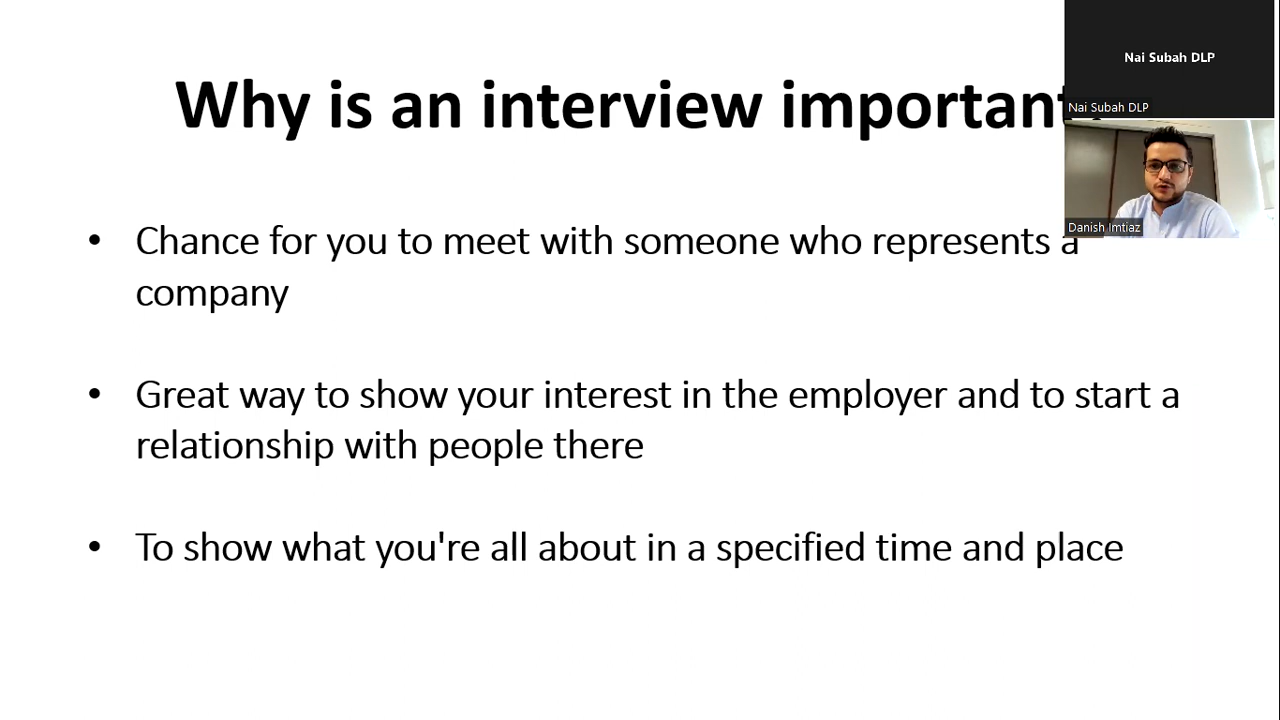 Why is an interview important
Nai Subah DLP
Nai Subah DLP
Danish Imtiaz
• Chance for you to meet with someone who represents a
company
• Great way to show your interest in the employer and to start a
relationship with people there
• To show what you're all about in a specified time and place